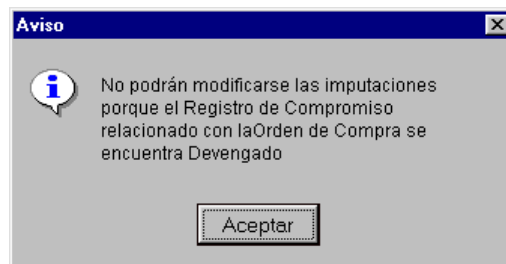 Aviso
No podrán modificarse las imputaciones
porque el Registro de Compromiso
relacionado con laOrden de Compra se
encuentra Devengado
Aceptar